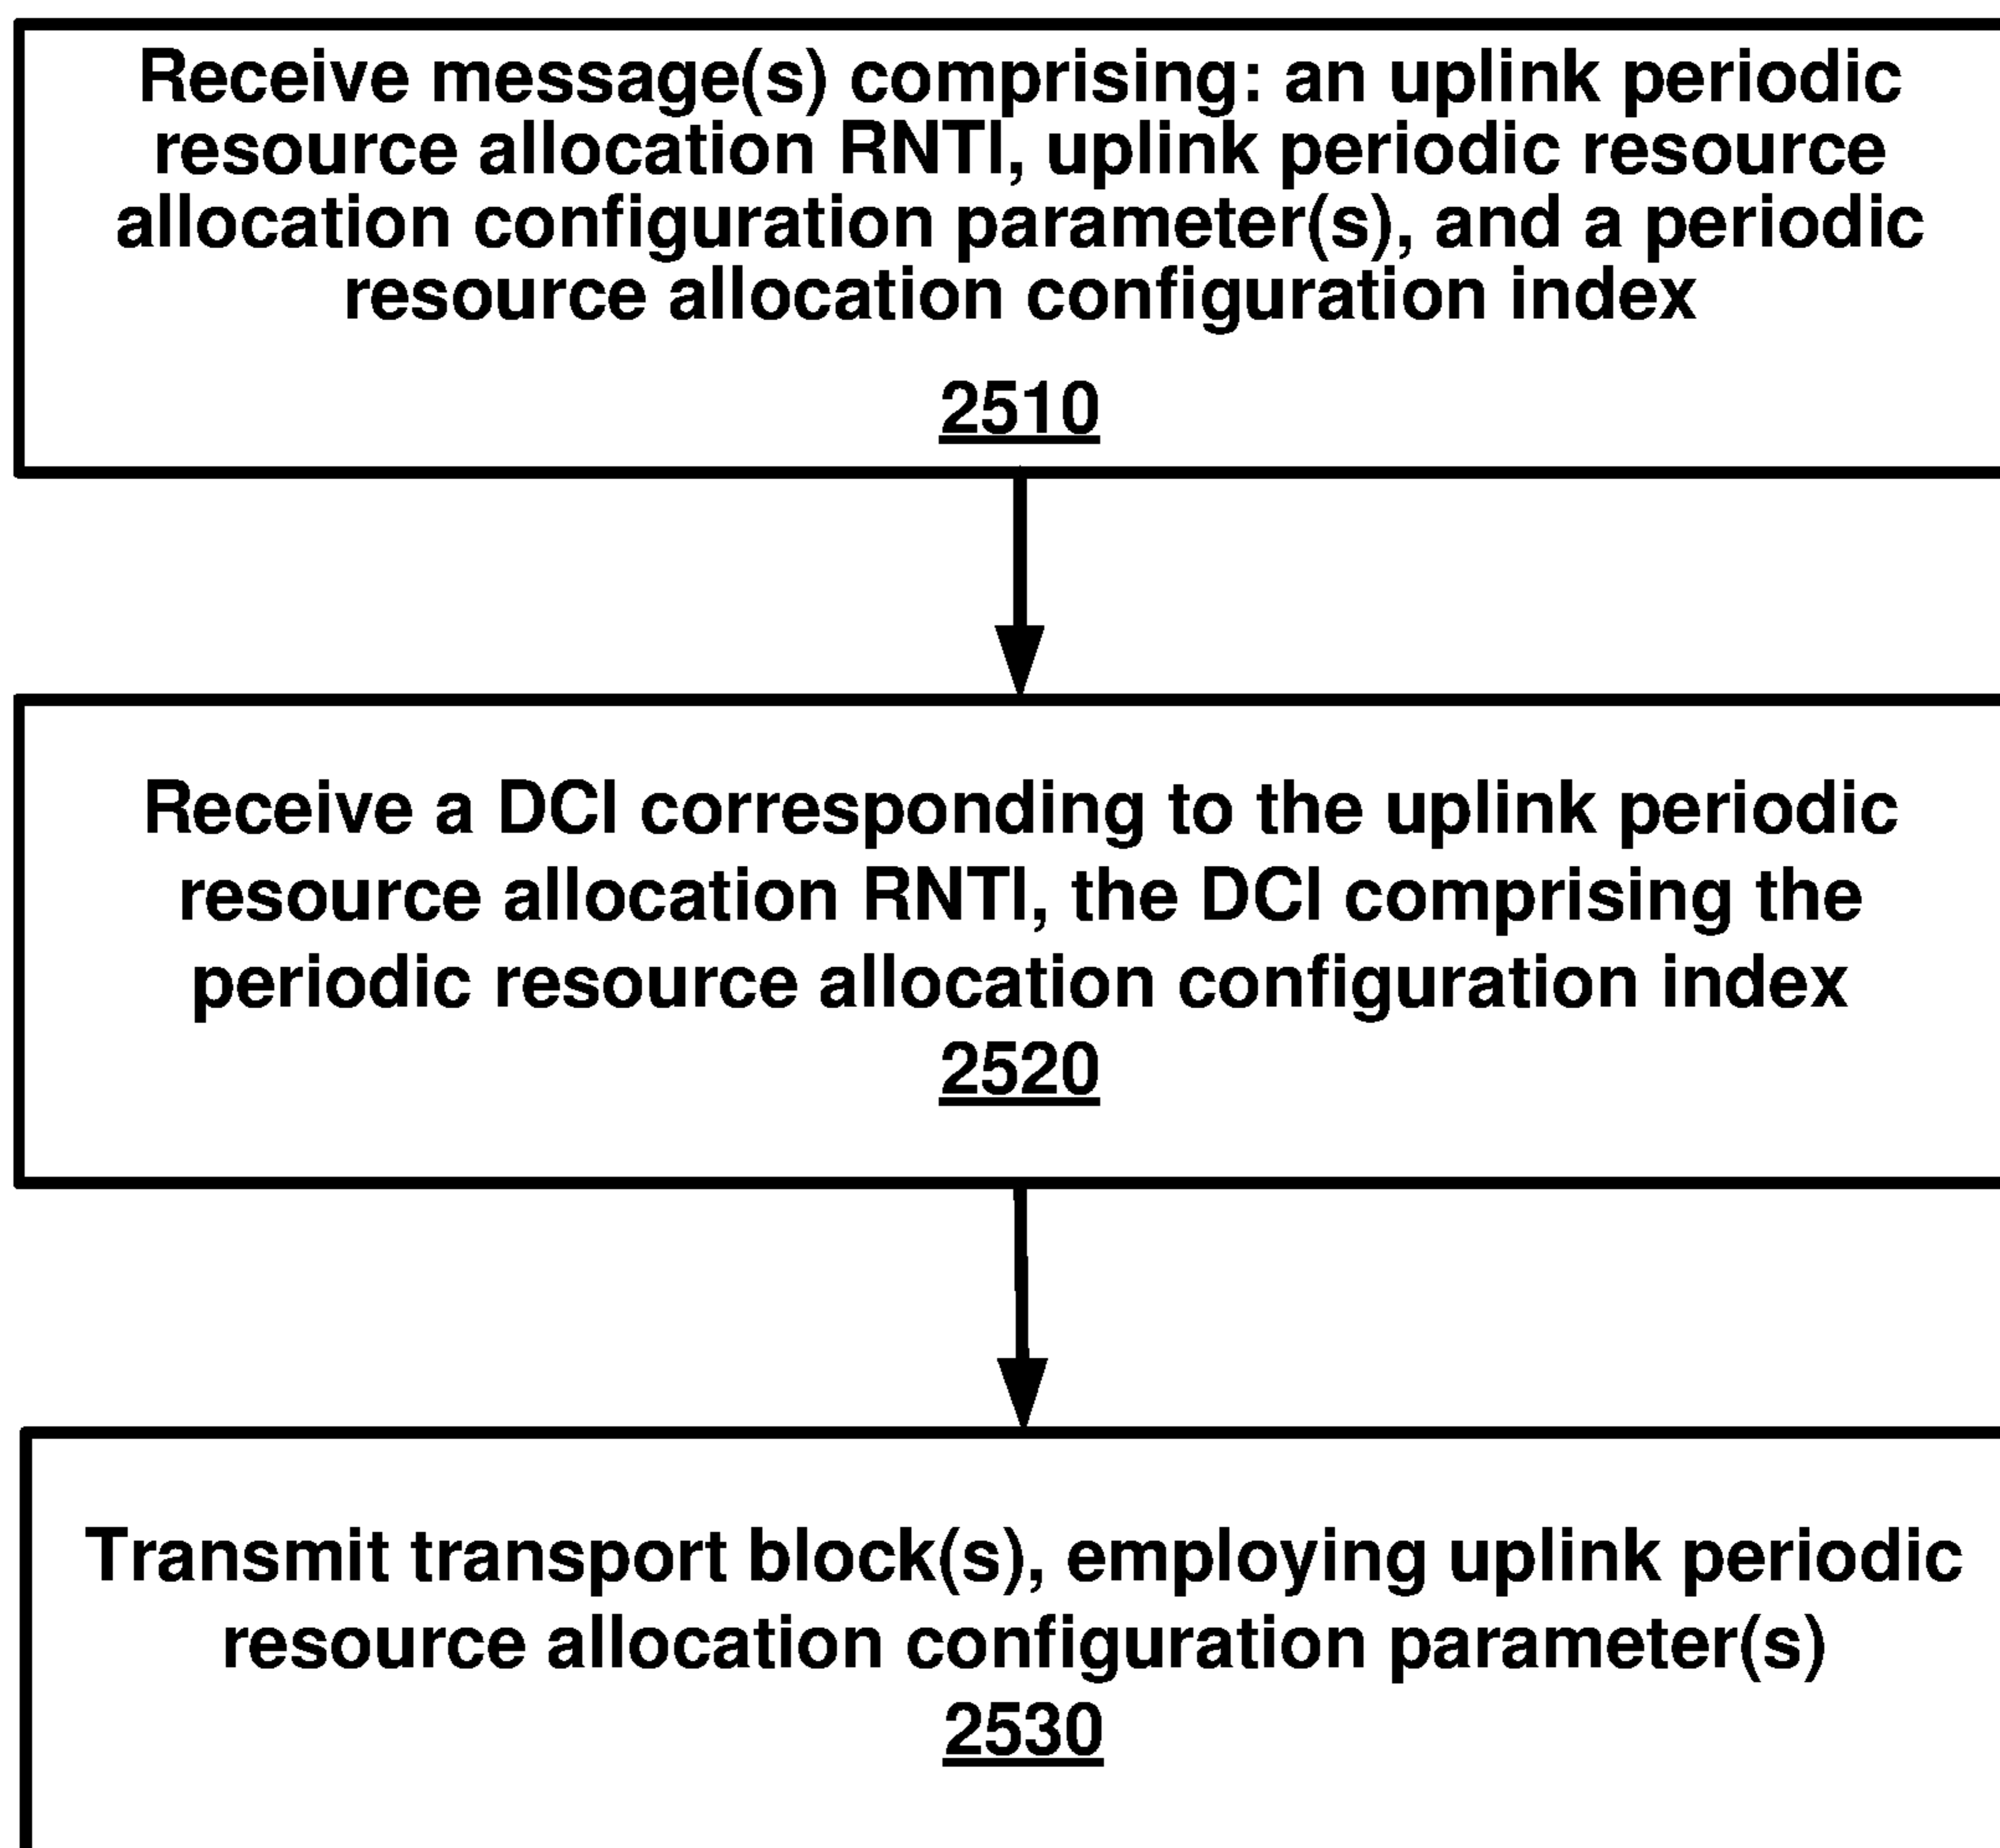 Receive message(s) comprising: an uplink periodic
resource allocation RNTI, uplink periodic resource
allocation configuration parameter(s), and a periodic
resource allocation configuration index
2510
Receive a DCI corresponding to the uplink periodic
resource allocation RNTI, the DCI comprising the
periodic resource allocation configuration index
2520
Transmit transport block(s), employing uplink periodic
resource allocation configuration parameter(s)
2530